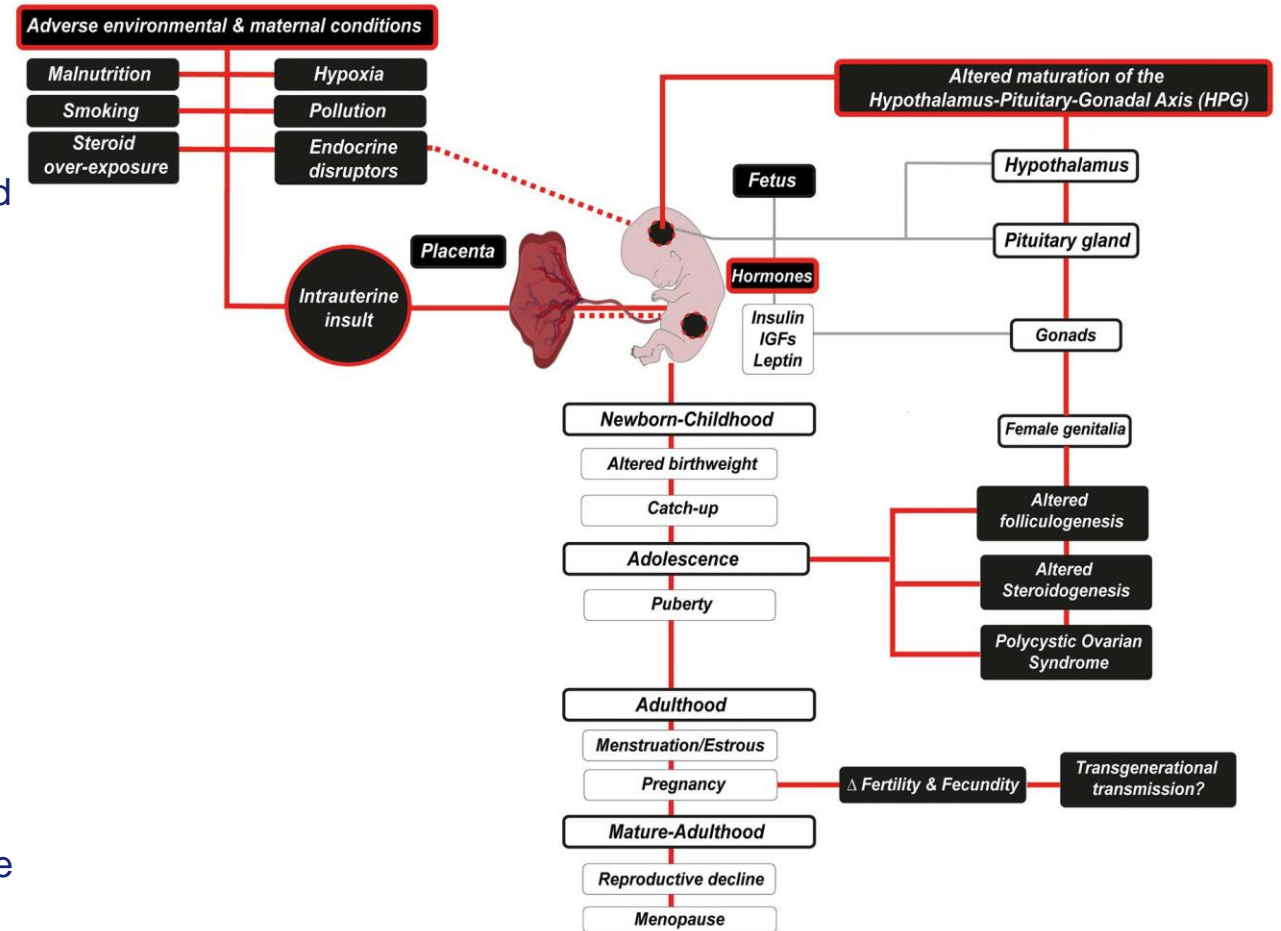 Adverse environmental & maternal conditions
Malnutrition
Hypoxia
Smoking
Pollution
Steroid
over-exposure
Endocrine
disruptors
d
Intrauterine
insult
Placenta
Fetus
Hormones
Insulin
IGFs
Leptin
Altered maturation of the
Hypothalamus-Pituitary-Gonadal Axis (HPG)
Hypothalamus
Pituitary gland
Gonads
Female genitalia
Altered
folliculogenesis
Altered
Steroidogenesis
Polycystic Ovarian
Syndrome
Newborn-Childhood
Altered birthweight
Catch-up
Adolescence
Puberty
Adulthood
Menstruation/Estrous
Pregnancy
Δ Fertility & Fecundity
Transgenerational
transmission?
Mature-Adulthood
e
Reproductive decline
Menopause